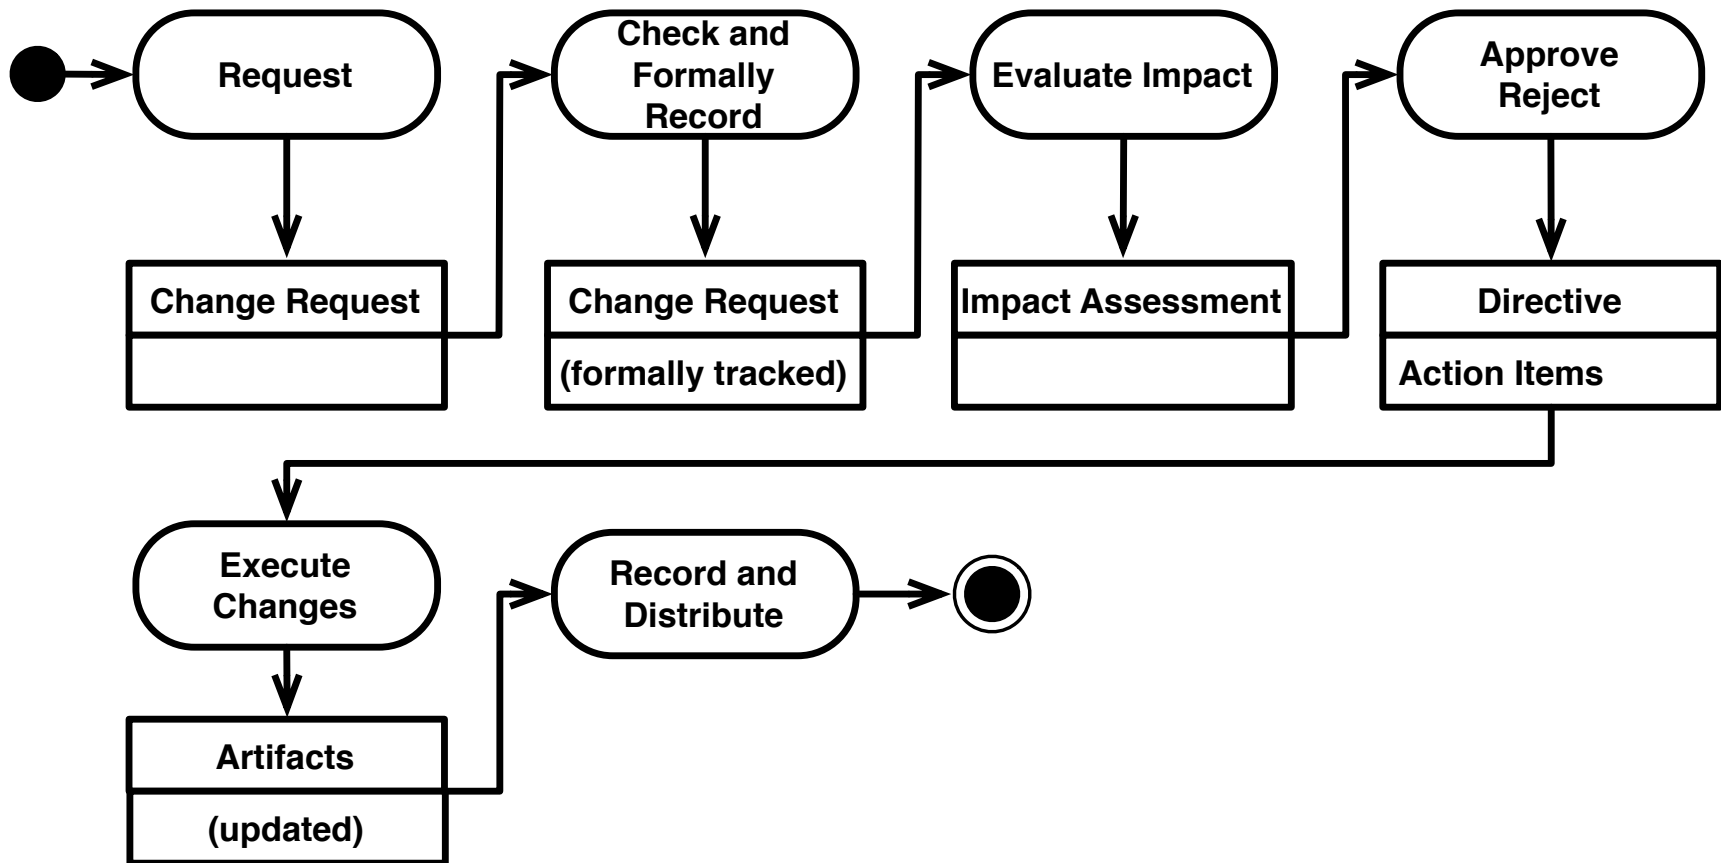 Request
Check and
Formally
Record
Evaluate Impact
Approve
Reject
Change Request
Change Request
(formally tracked)
Impact Assessment
Directive
Action Items
Execute
Changes
Record and
Distribute
Artifacts
(updated)